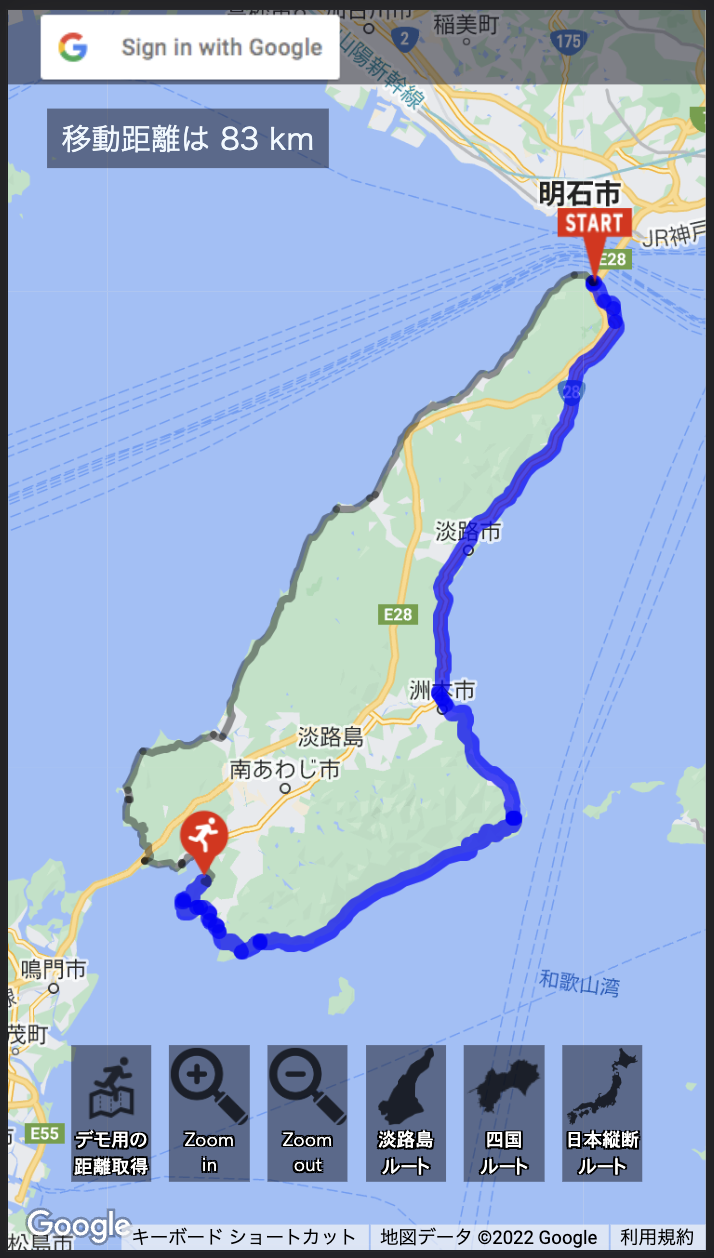 加古川市
稲美町
2
175
Sign in with Google
山陽新幹線
移動距離は 83 km
明石市
START
JR神戸
E28
28
淡路市
E28
洲本市
淡路島
南あわじ市
鳴門市
和歌山湾
茂町
E55
デモ用の
距離取得
Zoom
in
Zoom
out
淡路島
ルート
四国
ルート
日本縦断
ルート
Google
松島市
キーボード ショートカット
地図データ ©2022 Google
利用規約